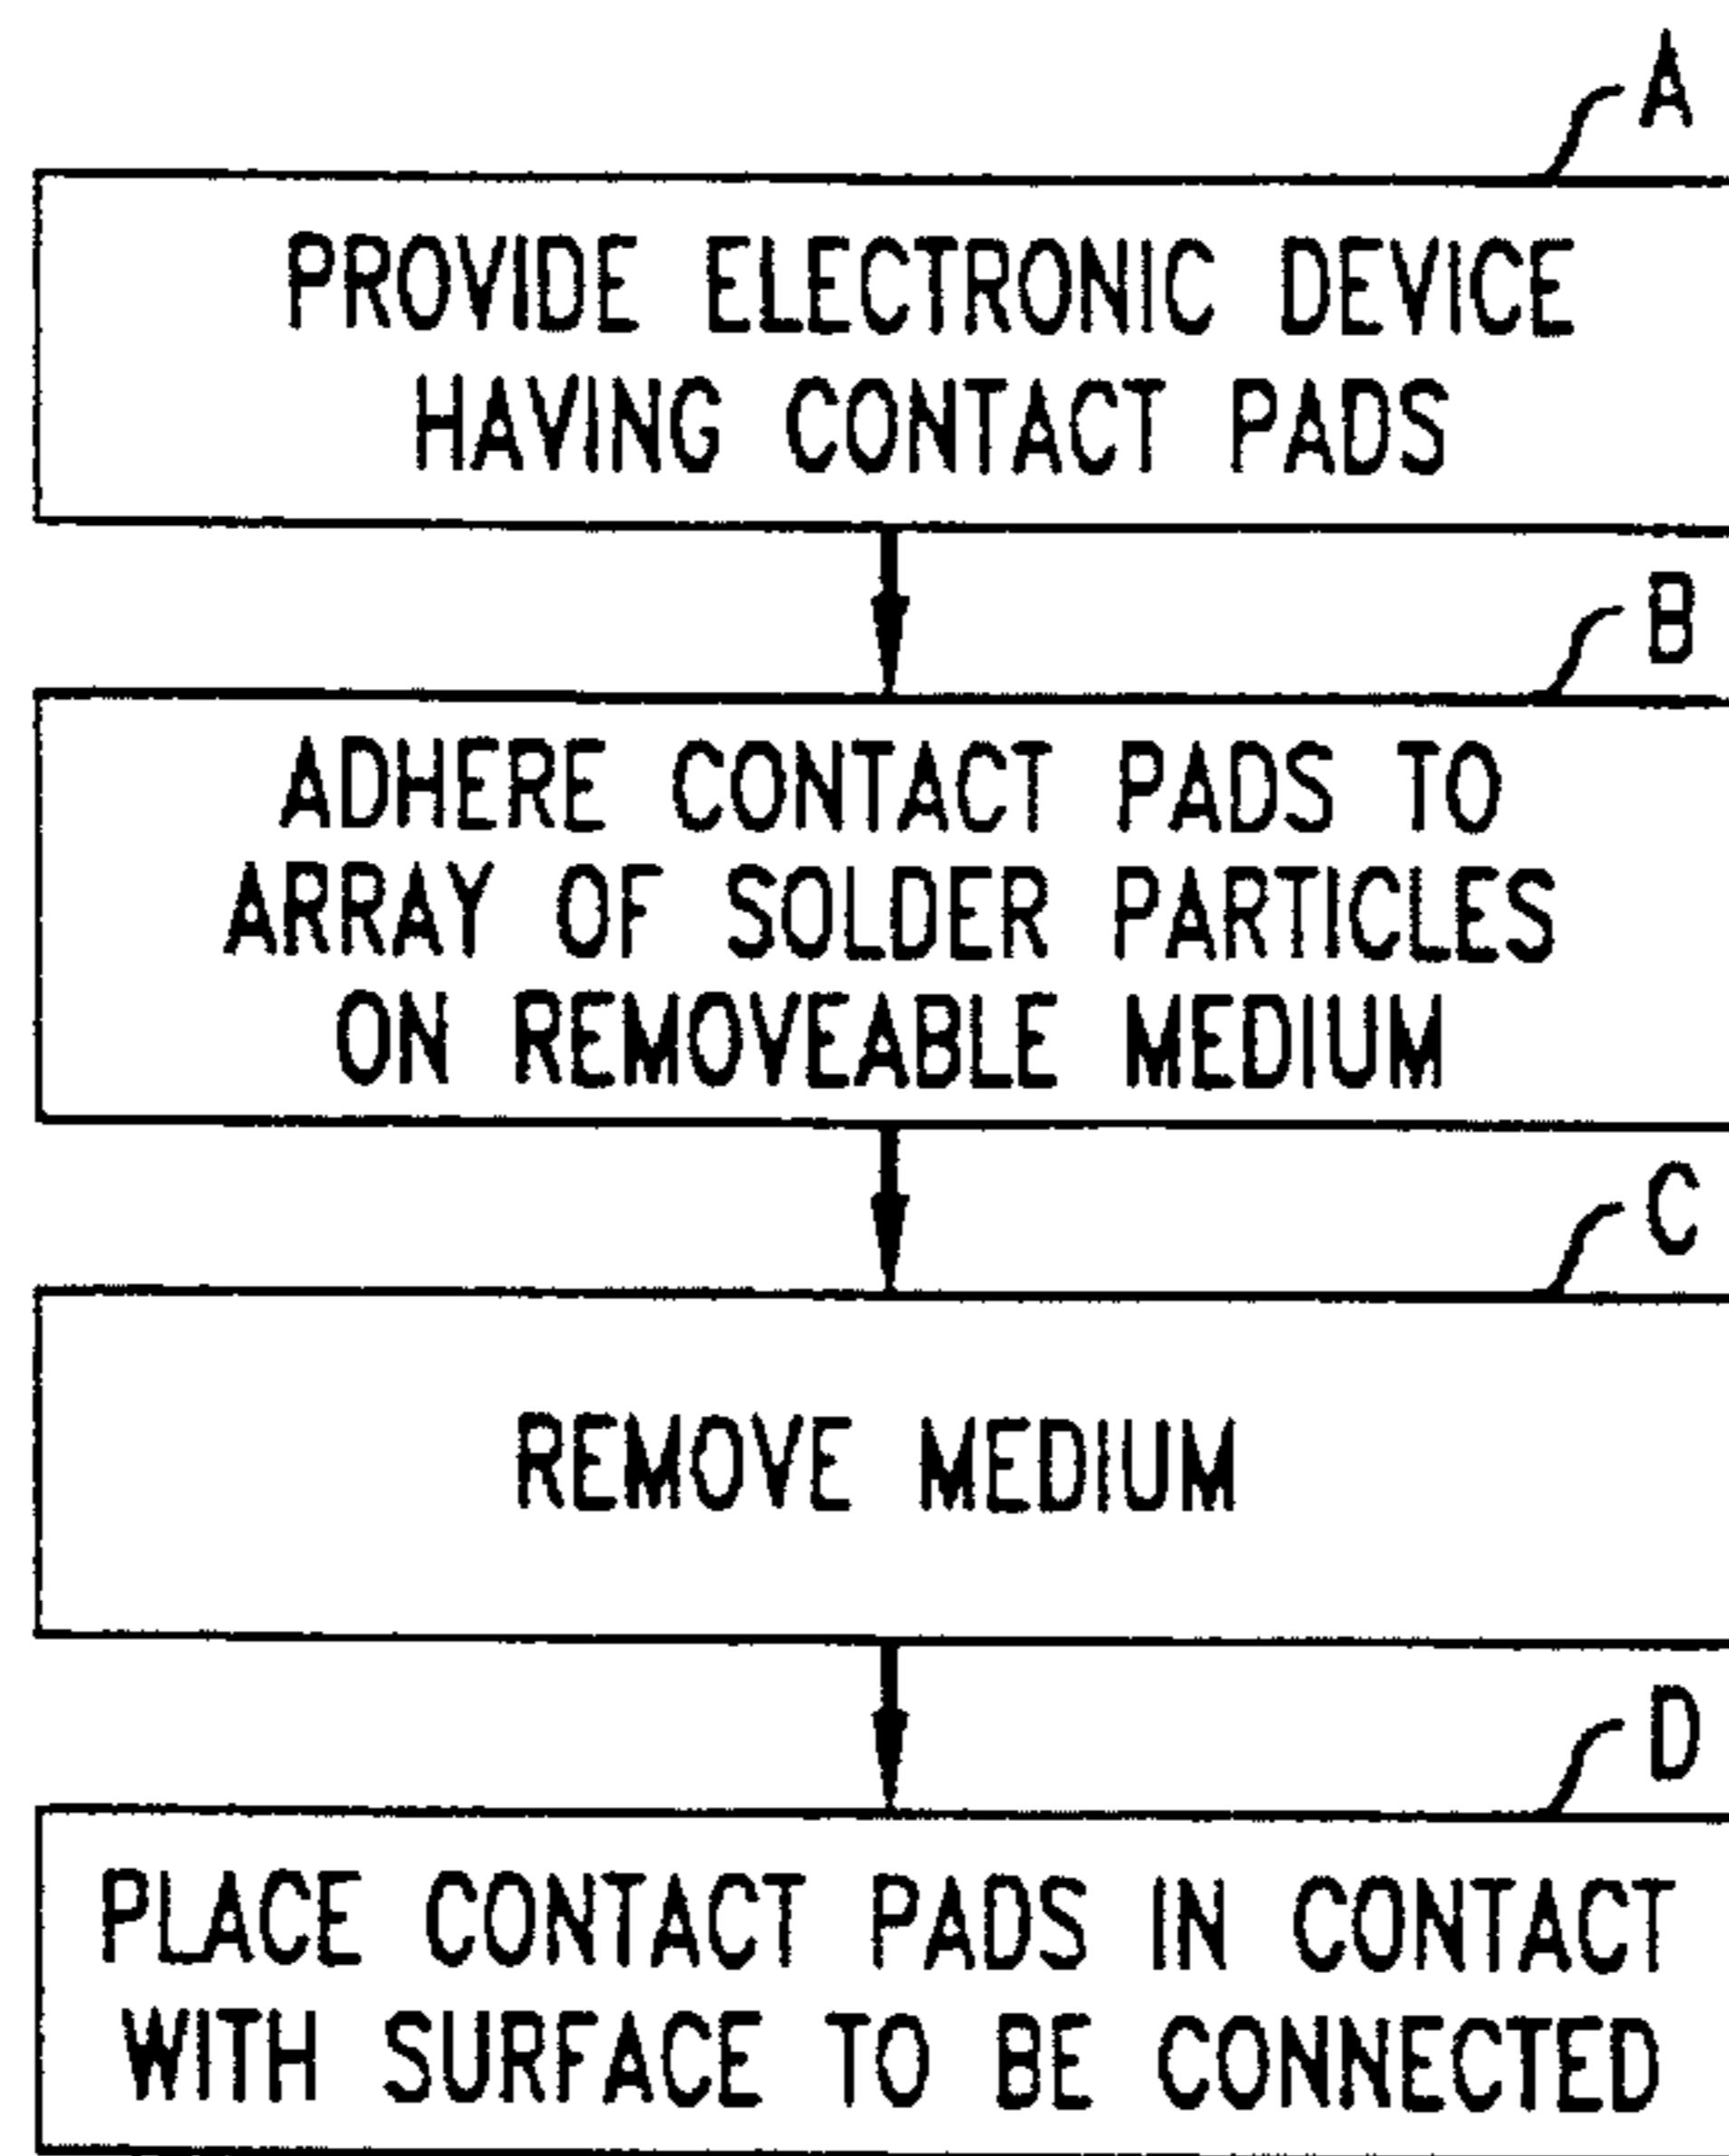 A
PROVIDE ELECTRONIC DEVICE
HAVING CONTACT PADS
B
ADHERE CONTACT PADS TO
ARRAY OF SOLDER PARTICLES
ON REMOVEABLE MEDIUM
C
REMOVE MEDIUM
D
PLACE CONTACT PADS IN CONTACT
WITH SURFACE TO BE CONNECTED